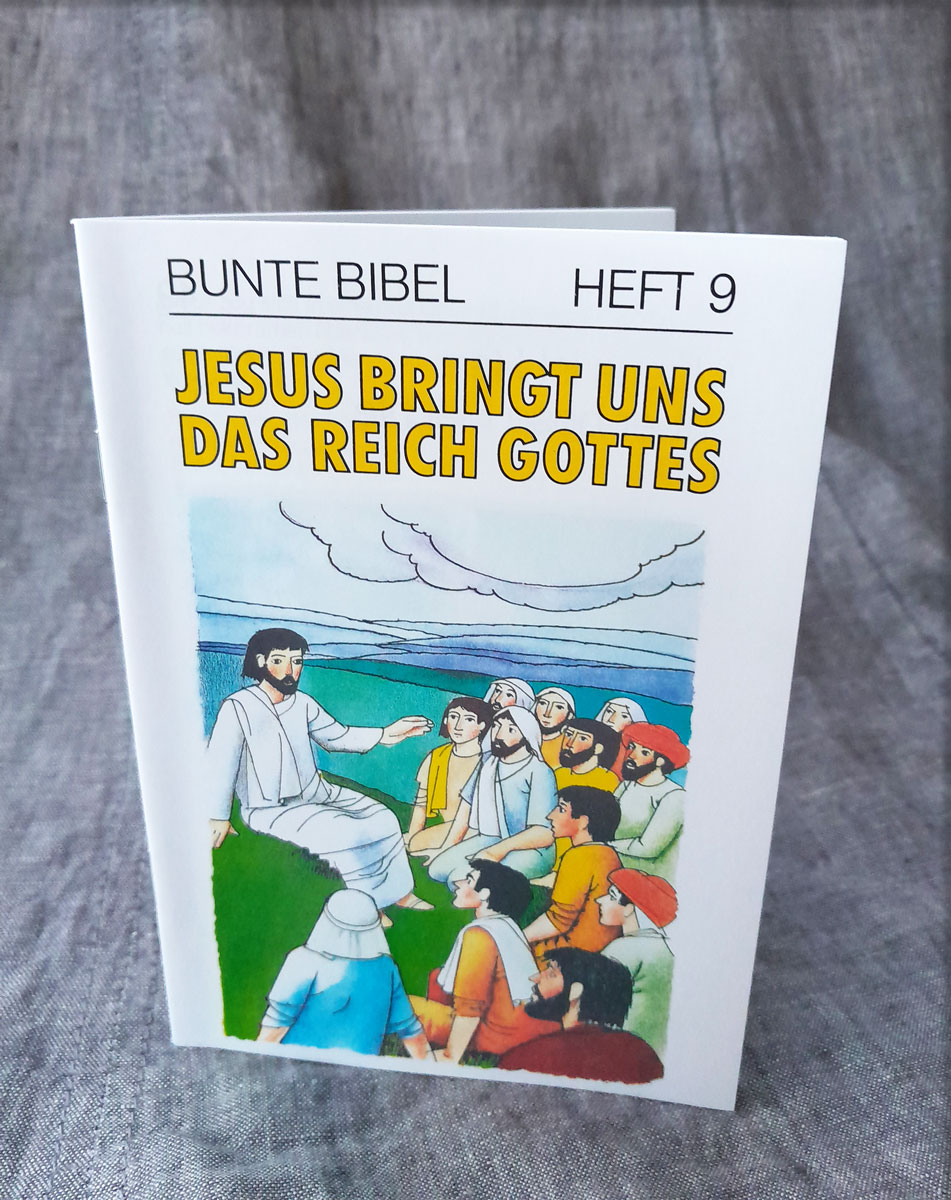 BUNTE BIBEL HEFT 9
JESUS BRINGT UNS
DAS REICH GOTTES